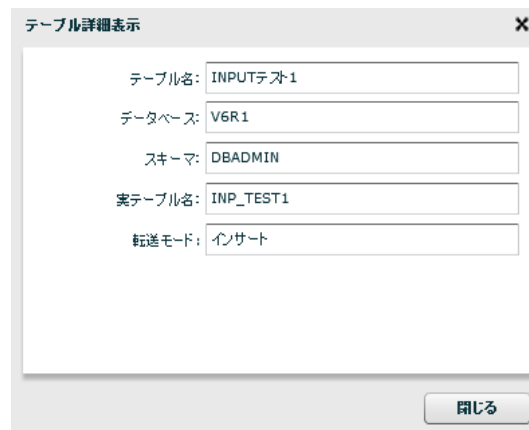 テーブル詳細表示
テーブル名: INPUTテスト1
データベース: V6R1
スキーマ: DBADMIN
実テーブル名: INP_TEST1
転送モード: インサート
閉じる